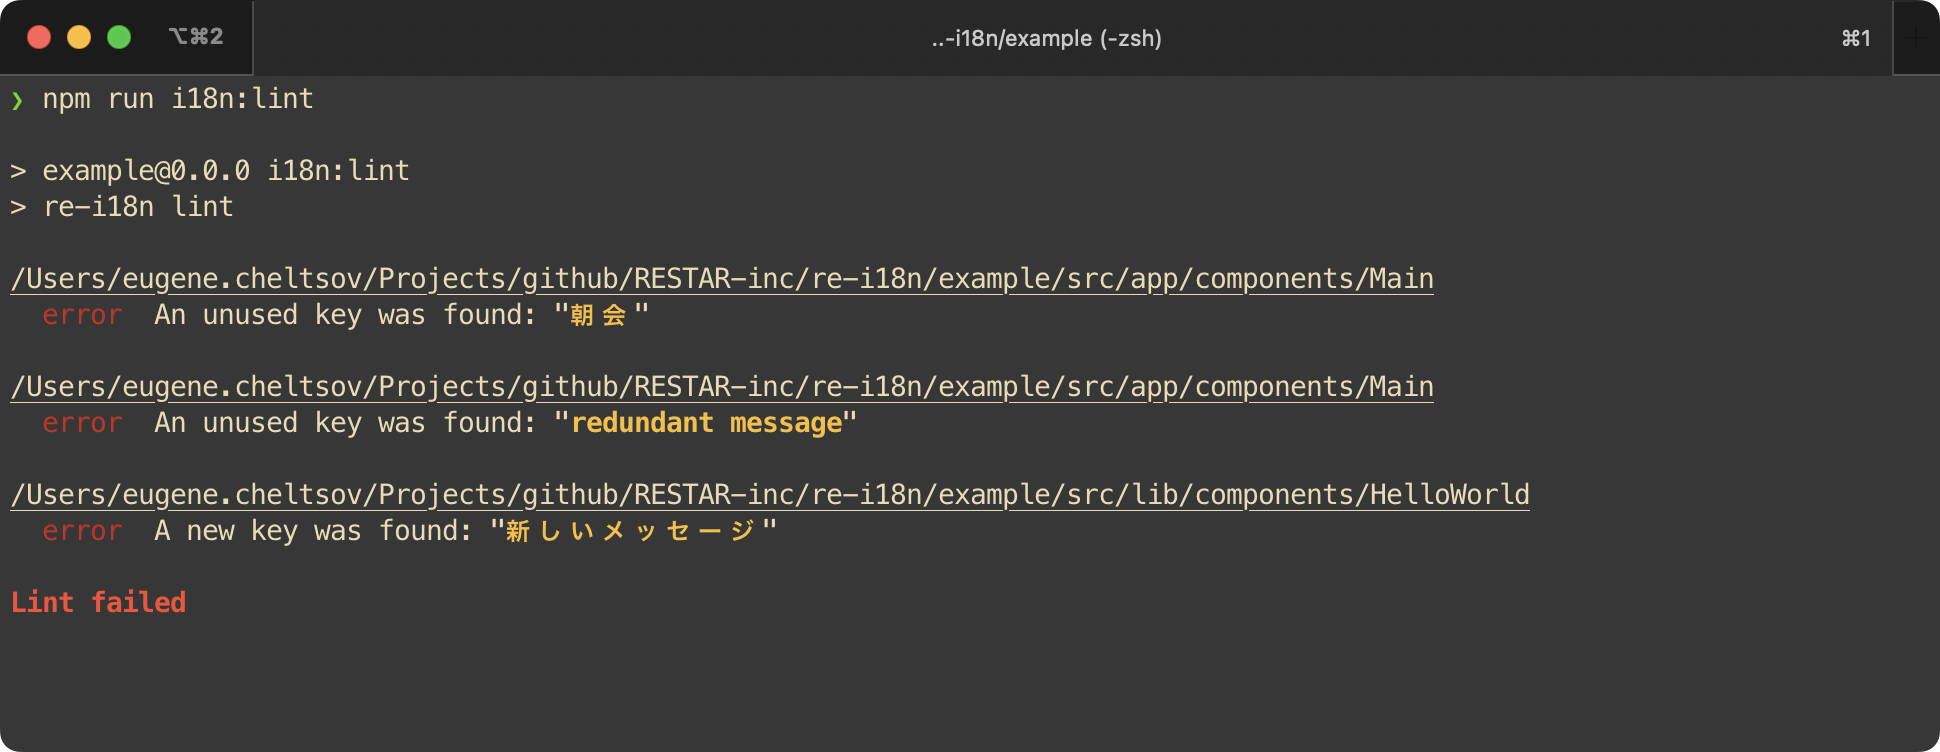 ⌥⌘2
..-i18n/example (-zsh)
⌘1
❯ npm run i18n:lint
> example@0.0.0 i18n:lint
> re-i18n lint
/Users/eugene.cheltsov/Projects/github/RESTAR-inc/re-i18n/example/src/app/components/Main
error An unused key was found: "朝会"
/Users/eugene.cheltsov/Projects/github/RESTAR-inc/re-i18n/example/src/app/components/Main
error An unused key was found: "redundant message"
/Users/eugene.cheltsov/Projects/github/RESTAR-inc/re-i18n/example/src/lib/components/HelloWorld
error A new key was found: "新しいメッセージ"
Lint failed